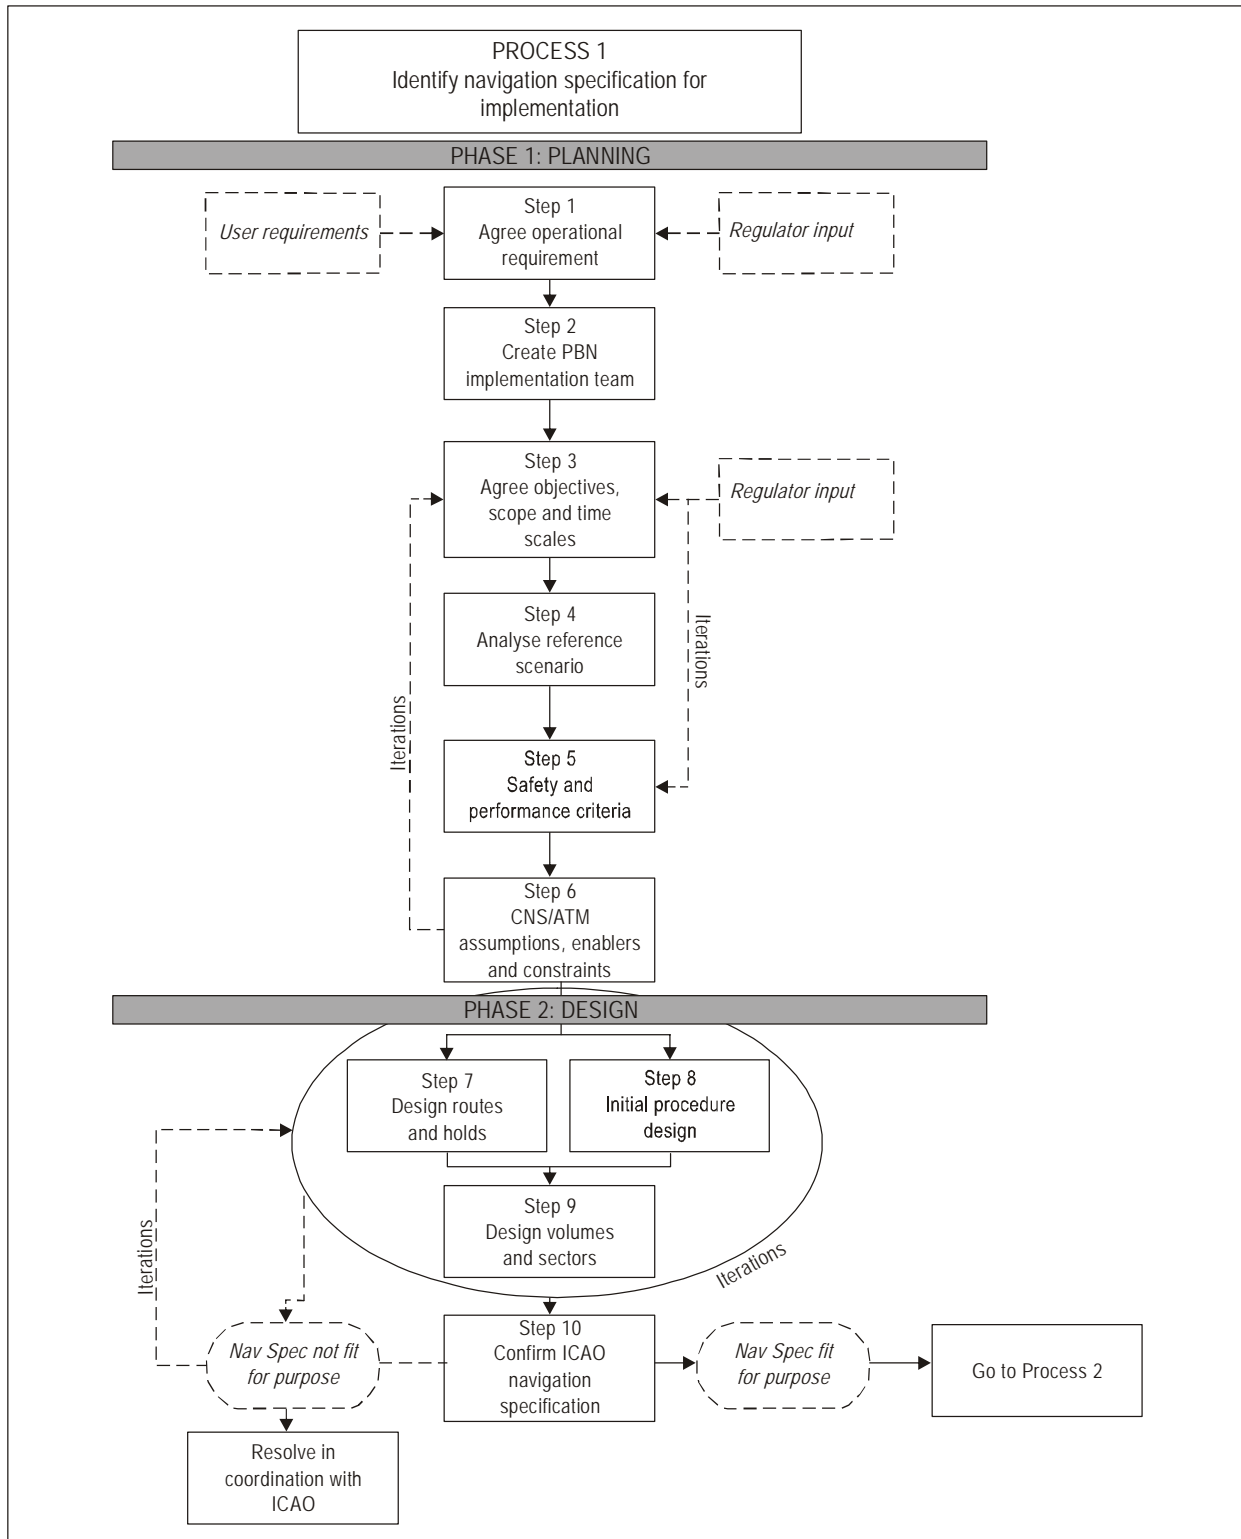 PROCESS 1
Identify navigation specification for
implementation
PHASE 1: PLANNING
User requirements
Step 1
Agree operational
requirement
Regulator input
Step 2
Create PBN
implementation team
Step 3
Agree objectives,
scope and time
scales
Regulator input
Step 4
Analyse reference
scenario
Iterations
Iterations
Step 5
Safety and
performance criteria
Step 6
CNS/ATM
assumptions, enablers
and constraints
PHASE 2: DESIGN
Step 7
Design routes
and holds
Step 8
Initial procedure
design
Step 9
Design volumes
and sectors
Iterations
Iterations
Nav Spec not fit
for purpose
Step 10
Confirm ICAO
navigation
specification
Nav Spec fit
for purpose
Go to Process 2
Resolve in
coordination with
ICAO